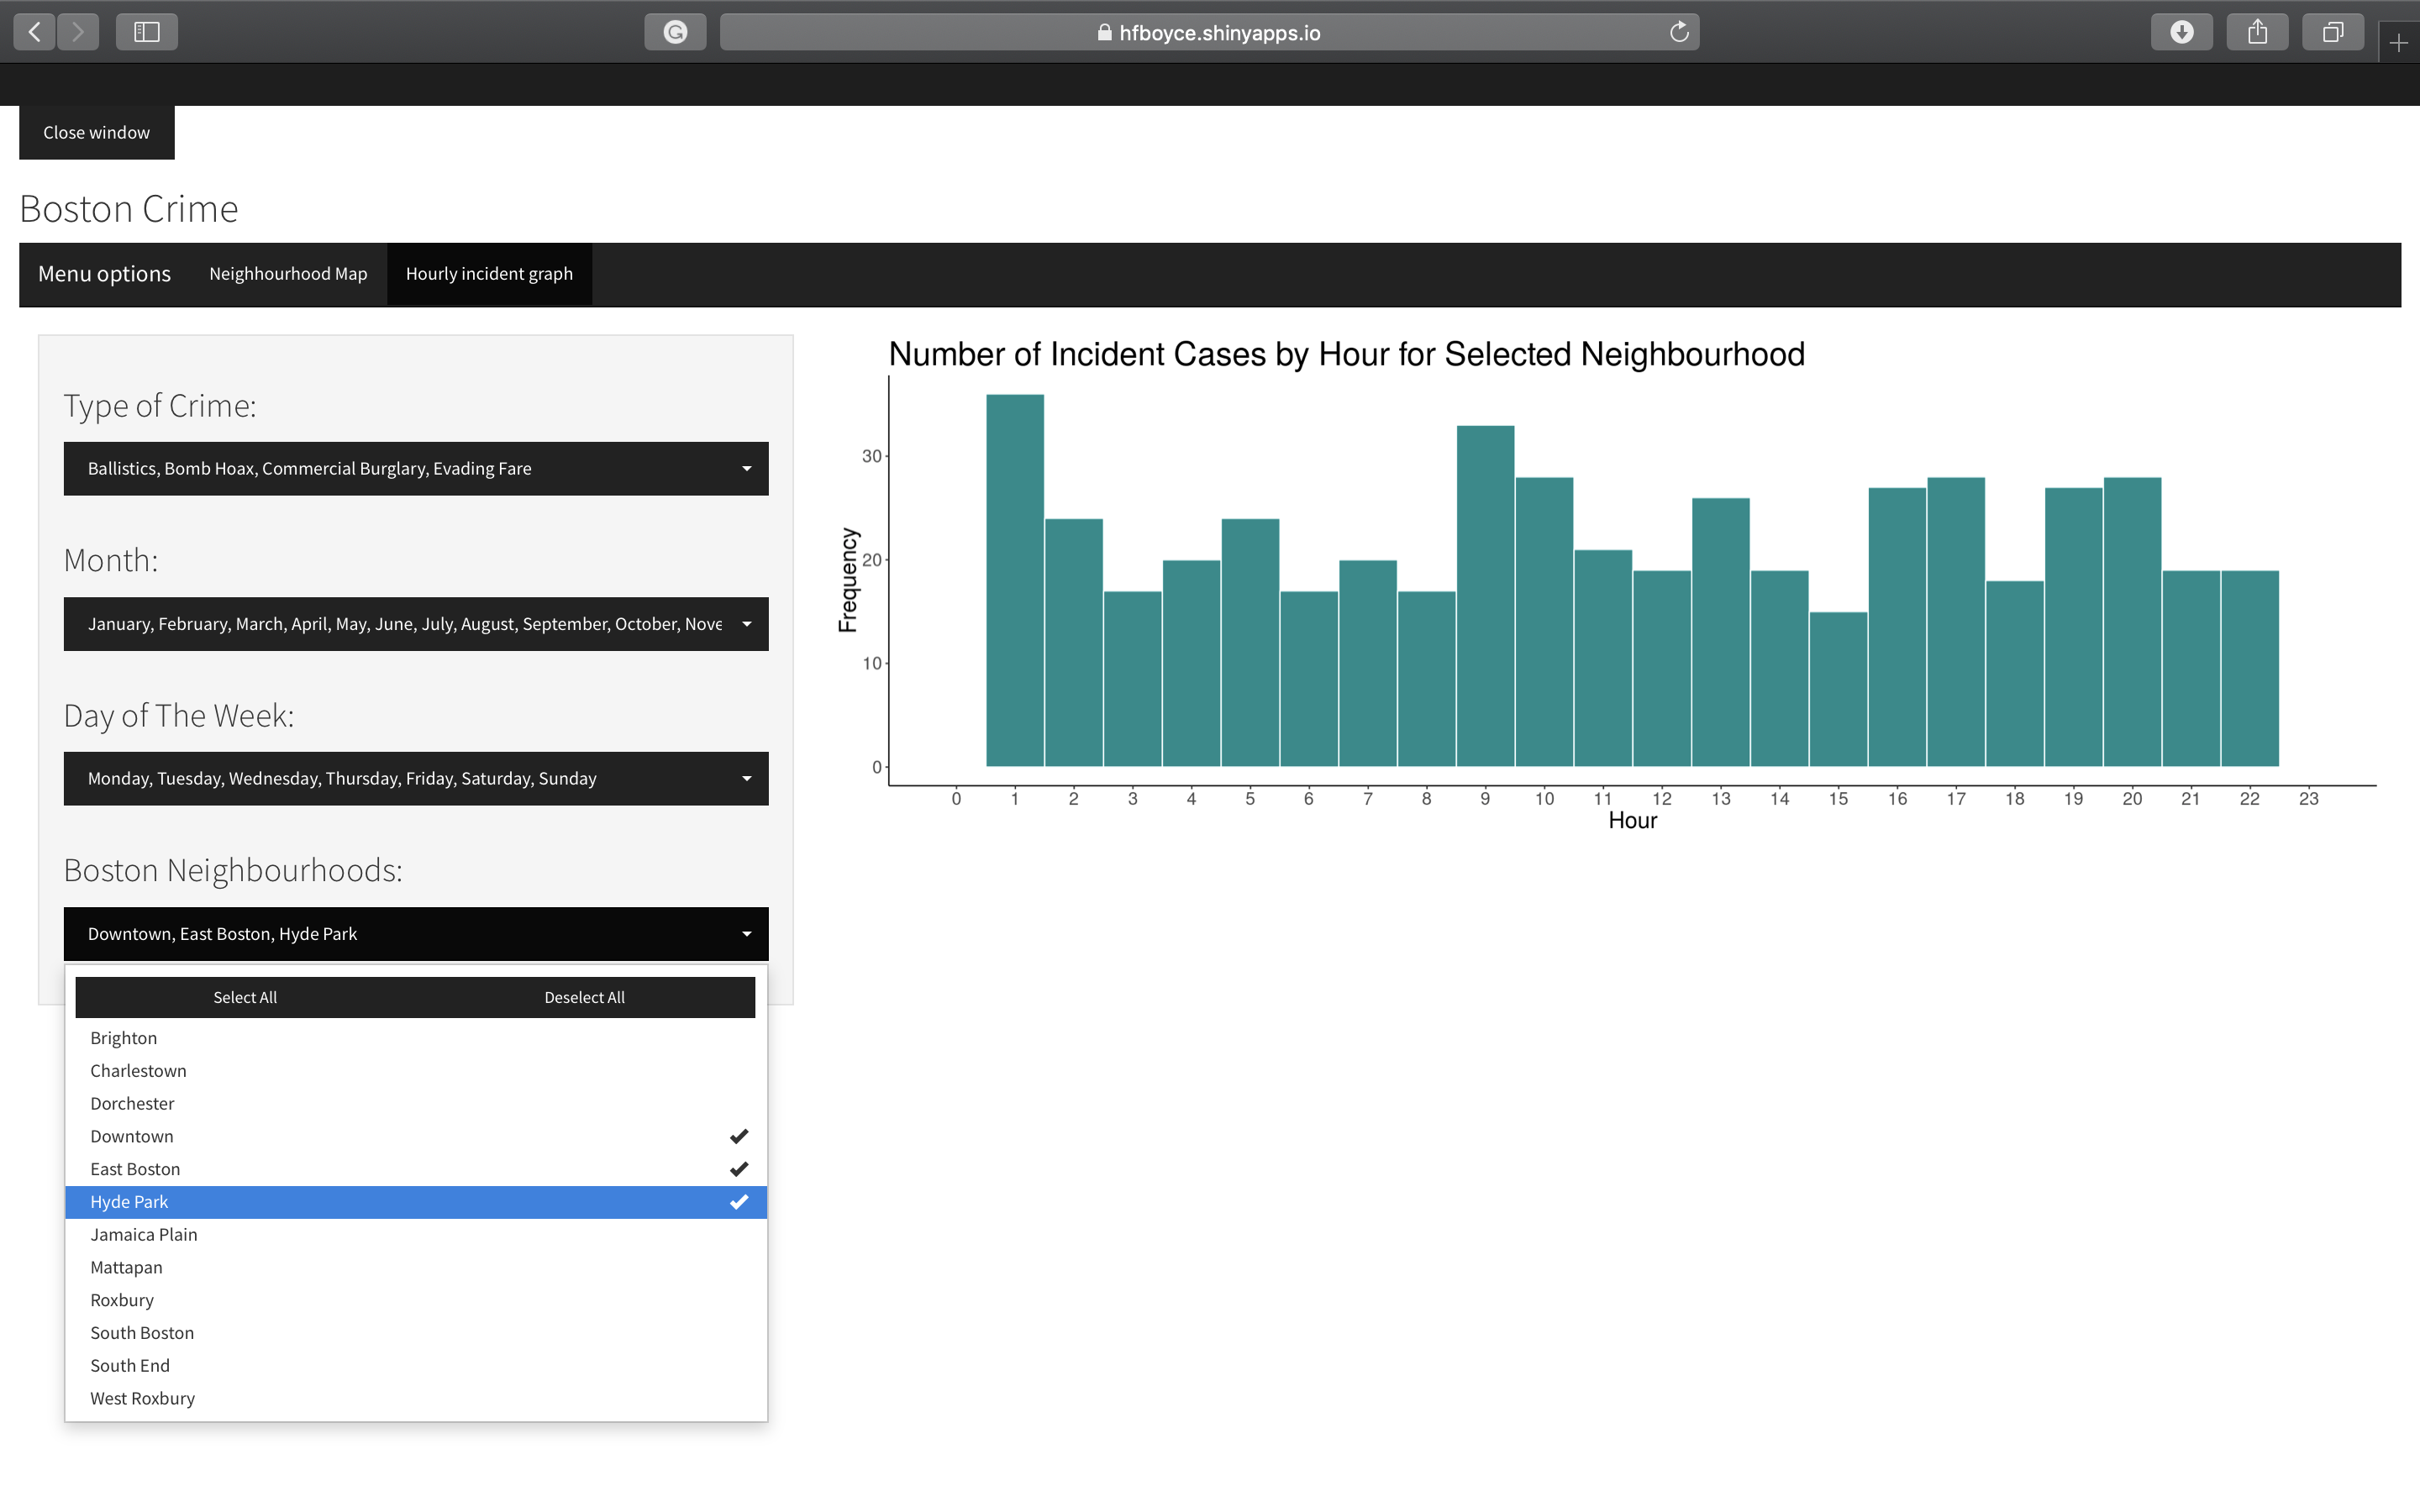 hfboyce.shinyapps.io
Close window
Boston Crime
Menu options Neighhourhood Map Hourly incident graph
Type of Crime:
Ballistics, Bomb Hoax, Commercial Burglary, Evading Fare
Month:
January, February, March, April, May, June, July, August, September, October, Nove
Day of The Week:
Monday, Tuesday, Wednesday, Thursday, Friday, Saturday, Sunday
Boston Neighbourhoods:
Downtown, East Boston, Hyde Park
Select All Deselect All
Brighton
Charlestown
Dorchester
Downtown
East Boston
Hyde Park
Jamaica Plain
Mattapan
Roxbury
South Boston
South End
West Roxbury
Number of Incident Cases by Hour for Selected Neighbourhood
Frequency
30
20
10
0
0 1 2 3 4 5 6 7 8 9 10 11 12 13 14 15 16 17 18 19 20 21 22 23
Hour